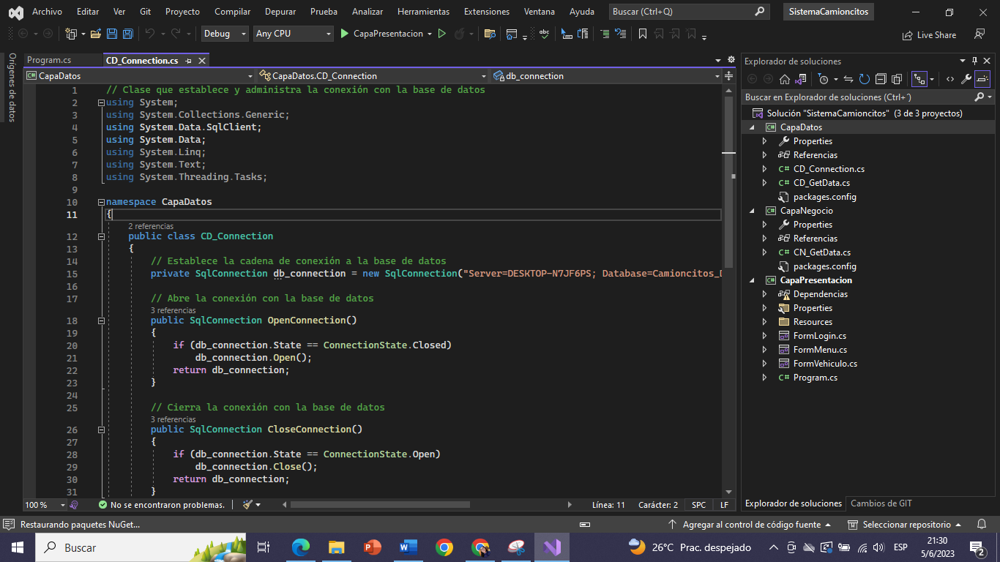 Archivo Editar Ver Git Proyecto Compilar Depurar Prueba Analizar Herramientas Extensiones Ventana Ayuda Buscar (Ctrl+Q) SistemaCamioncitos
Debug Any CPU CapaPresentacion Live Share
Orígenes de datos
Program.cs CD_Connection.cs
CapaDatos CapaDatos.CD_Connection db_connection
1 // Clase que establece y administra la conexión con la base de datos
2 using System;
3 using System.Collections.Generic;
4 using System.Data.SqlClient;
5 using System.Data;
6 using System.Linq;
7 using System.Text;
8 using System.Threading.Tasks;
9
10 namespace CapaDatos
11 {
2 referencias
12 public class CD_Connection
13 {
14 // Establece la cadena de conexión a la base de datos
15 private SqlConnection db_connection = new SqlConnection("Server=DESKTOP-N7JF6PS; Database=Camioncitos_D
16
17 // Abre la conexión con la base de datos
3 referencias
18 public SqlConnection OpenConnection()
19 {
20 if (db_connection.State == ConnectionState.Closed)
21 db_connection.Open();
22 return db_connection;
23 }
24
25 // Cierra la conexión con la base de datos
3 referencias
26 public SqlConnection CloseConnection()
27 {
28 if (db_connection.State == ConnectionState.Open)
29 db_connection.Close();
30 return db_connection;
31 }
100 % No se encontraron problemas. Línea: 11 Carácter: 2 SPC LF
Explorador de soluciones
Buscar en Explorador de soluciones (Ctrl+´)
Solución "SistemaCamioncitos" (3 de 3 proyectos)
CapaDatos
Properties
Referencias
CD_Connection.cs
CD_GetData.cs
packages.config
CapaNegocio
Properties
Referencias
CN_GetData.cs
packages.config
CapaPresentacion
Dependencias
Properties
Resources
FormLogin.cs
FormMenu.cs
FormVehiculo.cs
Program.cs
Explorador de soluciones Cambios de GIT
Restaurando paquetes NuGet... Agregar al control de código fuente Seleccionar repositorio
Buscar 26°C Prac. despejado ESP 21:30
5/6/2023 2